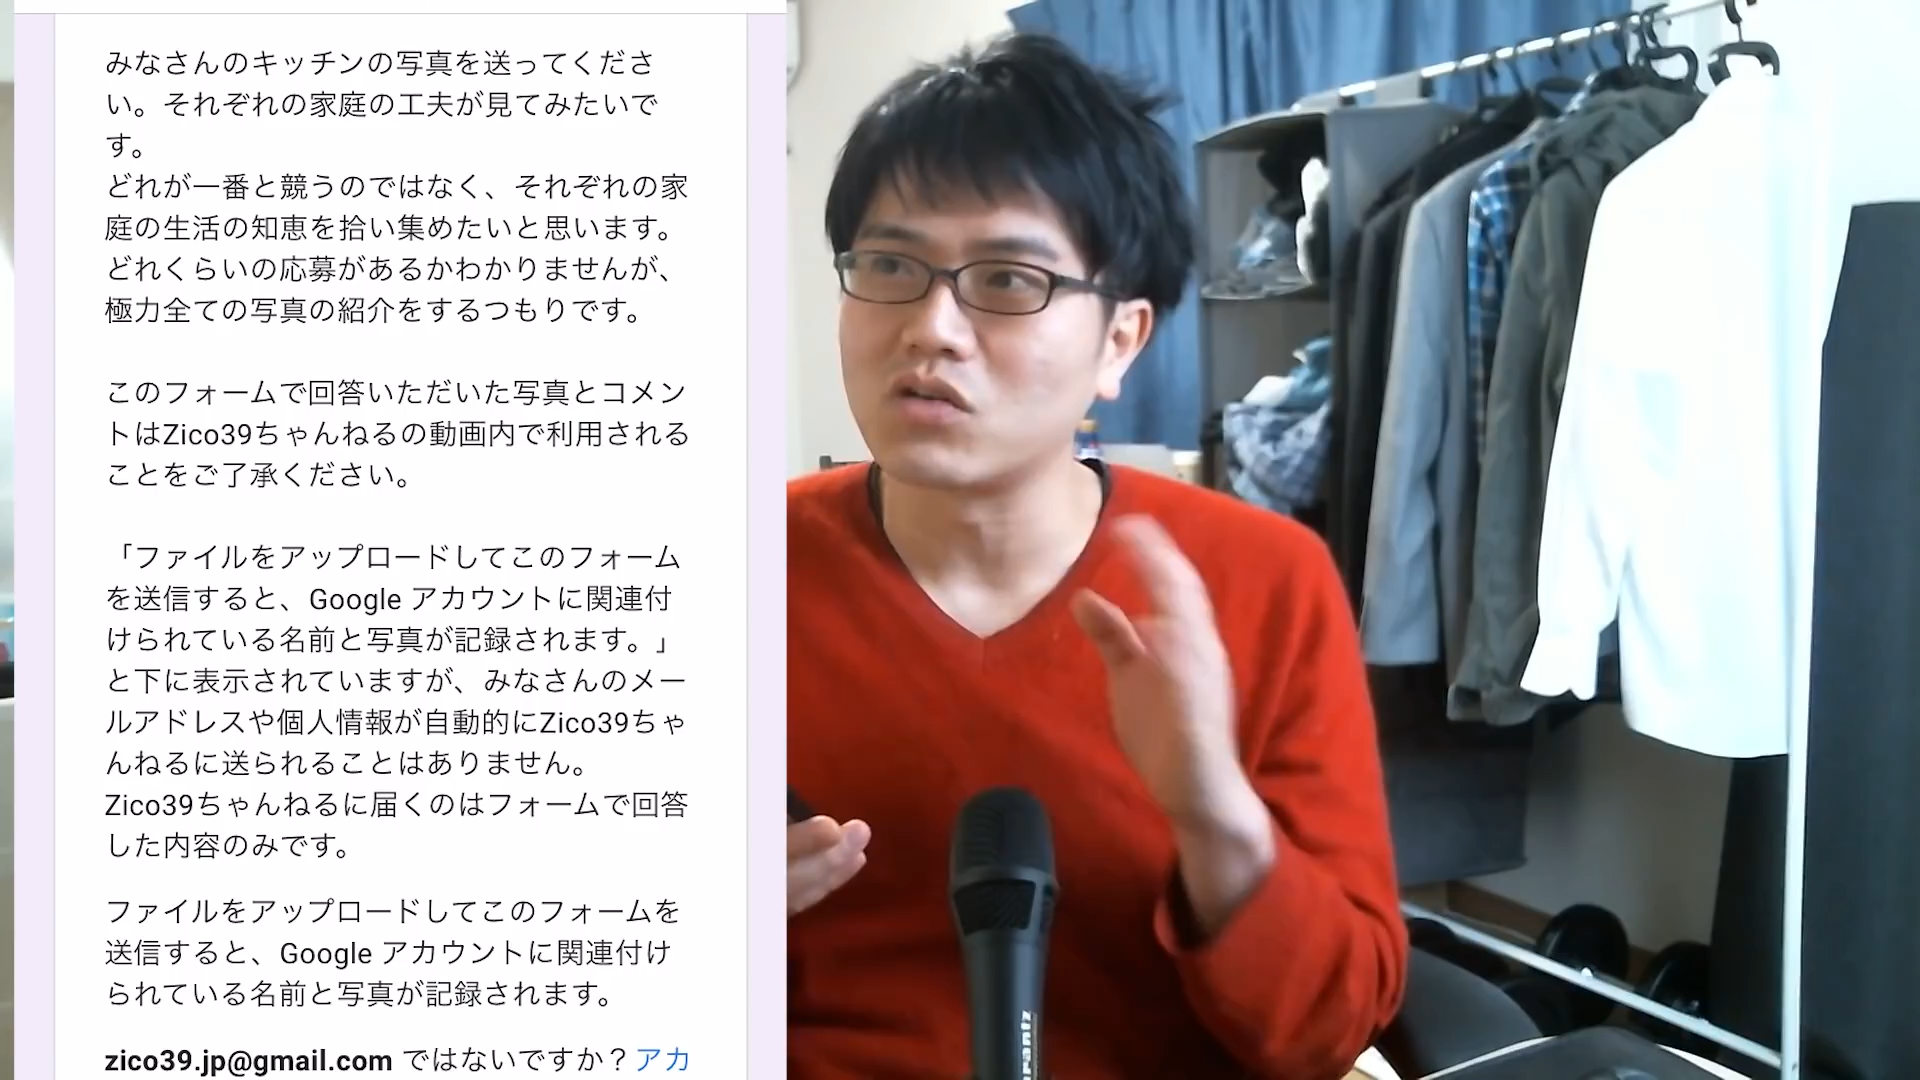 みなさんのキッチンの写真を送ってくださ
い。それぞれの家庭の工夫が見てみたいで
す。
どれが一番と競うのではなく、それぞれの家
庭の生活の知恵を拾い集めたいと思います。
どれくらいの応募があるかわかりませんが、
極力全ての写真の紹介をするつもりです。
このフォームで回答いただいた写真とコメン
トはZico39ちゃんねるの動画内で利用される
ことをご了承ください。
「ファイルをアップロードしてこのフォーム
を送信すると、Google アカウントに関連付
けられている名前と写真が記録されます。」
と下に表示されていますが、みなさんのメー
ルアドレスや個人情報が自動的にZico39ちゃ
んねるに送られることはありません。
Zico39ちゃんねるに届くのはフォームで回答
した内容のみです。
ファイルをアップロードしてこのフォームを
送信すると、Google アカウントに関連付け
られている名前と写真が記録されます。
zico39.jp@gmail.com ではないですか？アカ